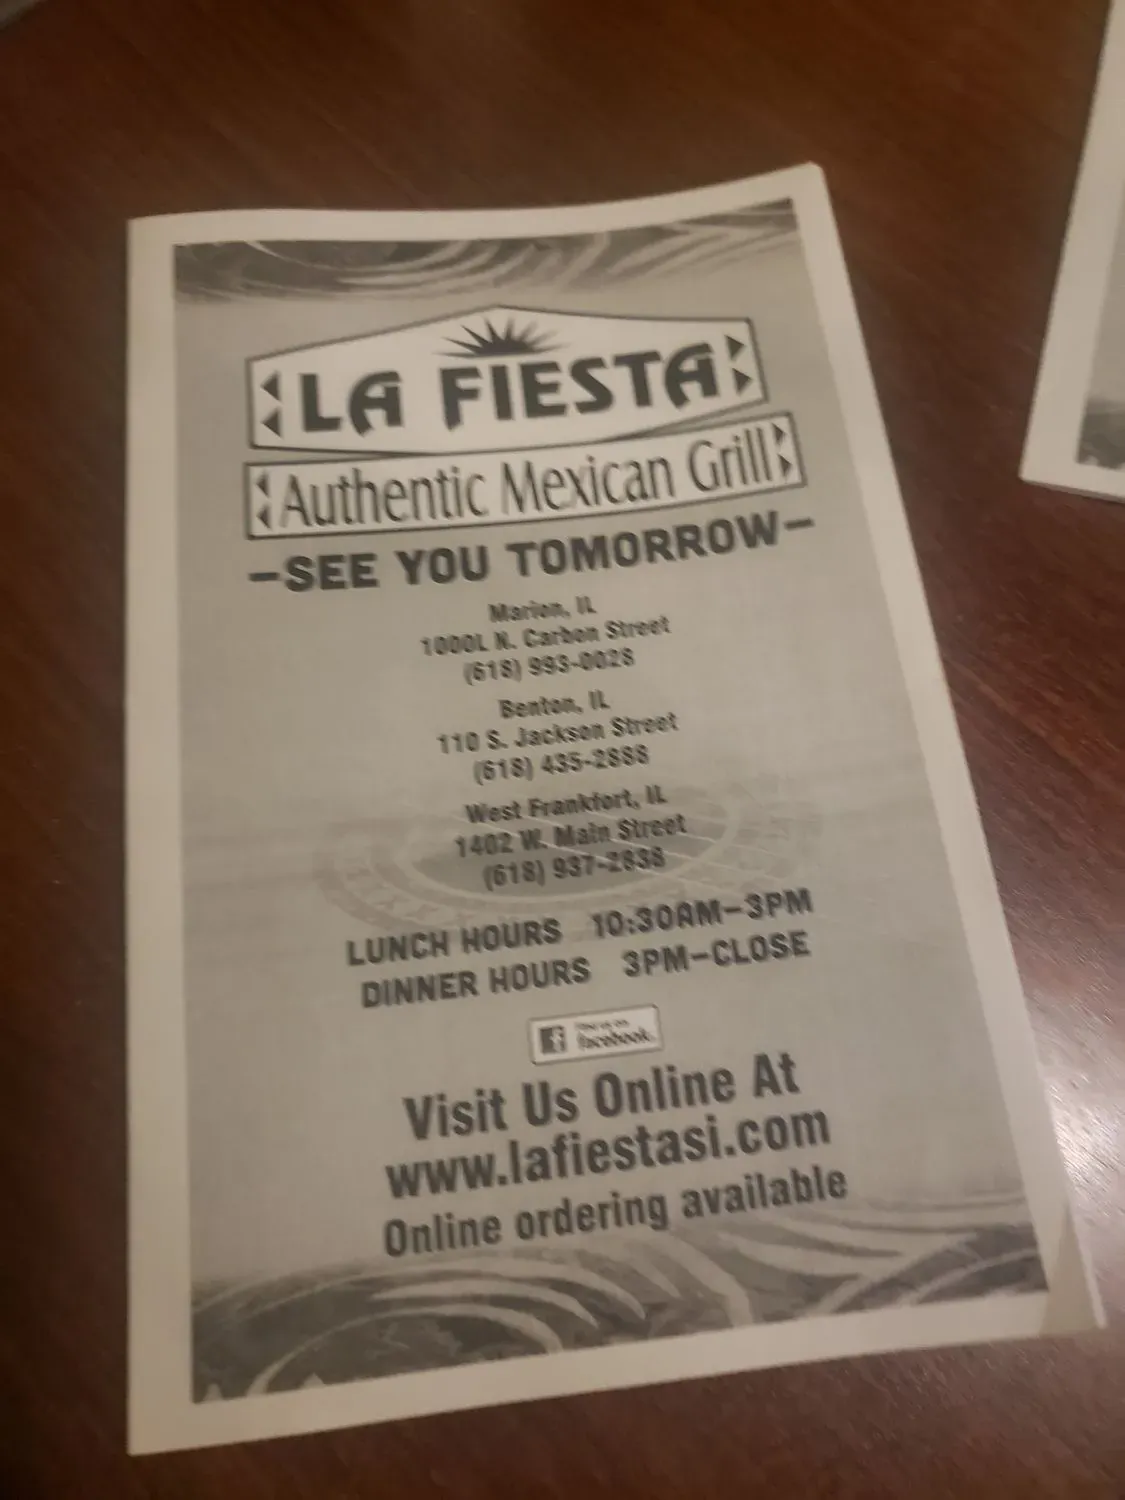 LA FIESTA
Authentic Mexican Grill
-SEE YOU TOMORROW-
Marion, IL
1000L N. Carbon Street
(618) 993-0028
Benton, IL
110 S. Jackson Street
(618) 435-2888
West Frankfort, IL
1402 W. Main Street
(618) 937-2838
LUNCH HOURS 10:30AM-3PM
DINNER HOURS 3PM-CLOSE
f
facebook.
Visit Us Online At
www.lafiestasi.com
Online ordering available